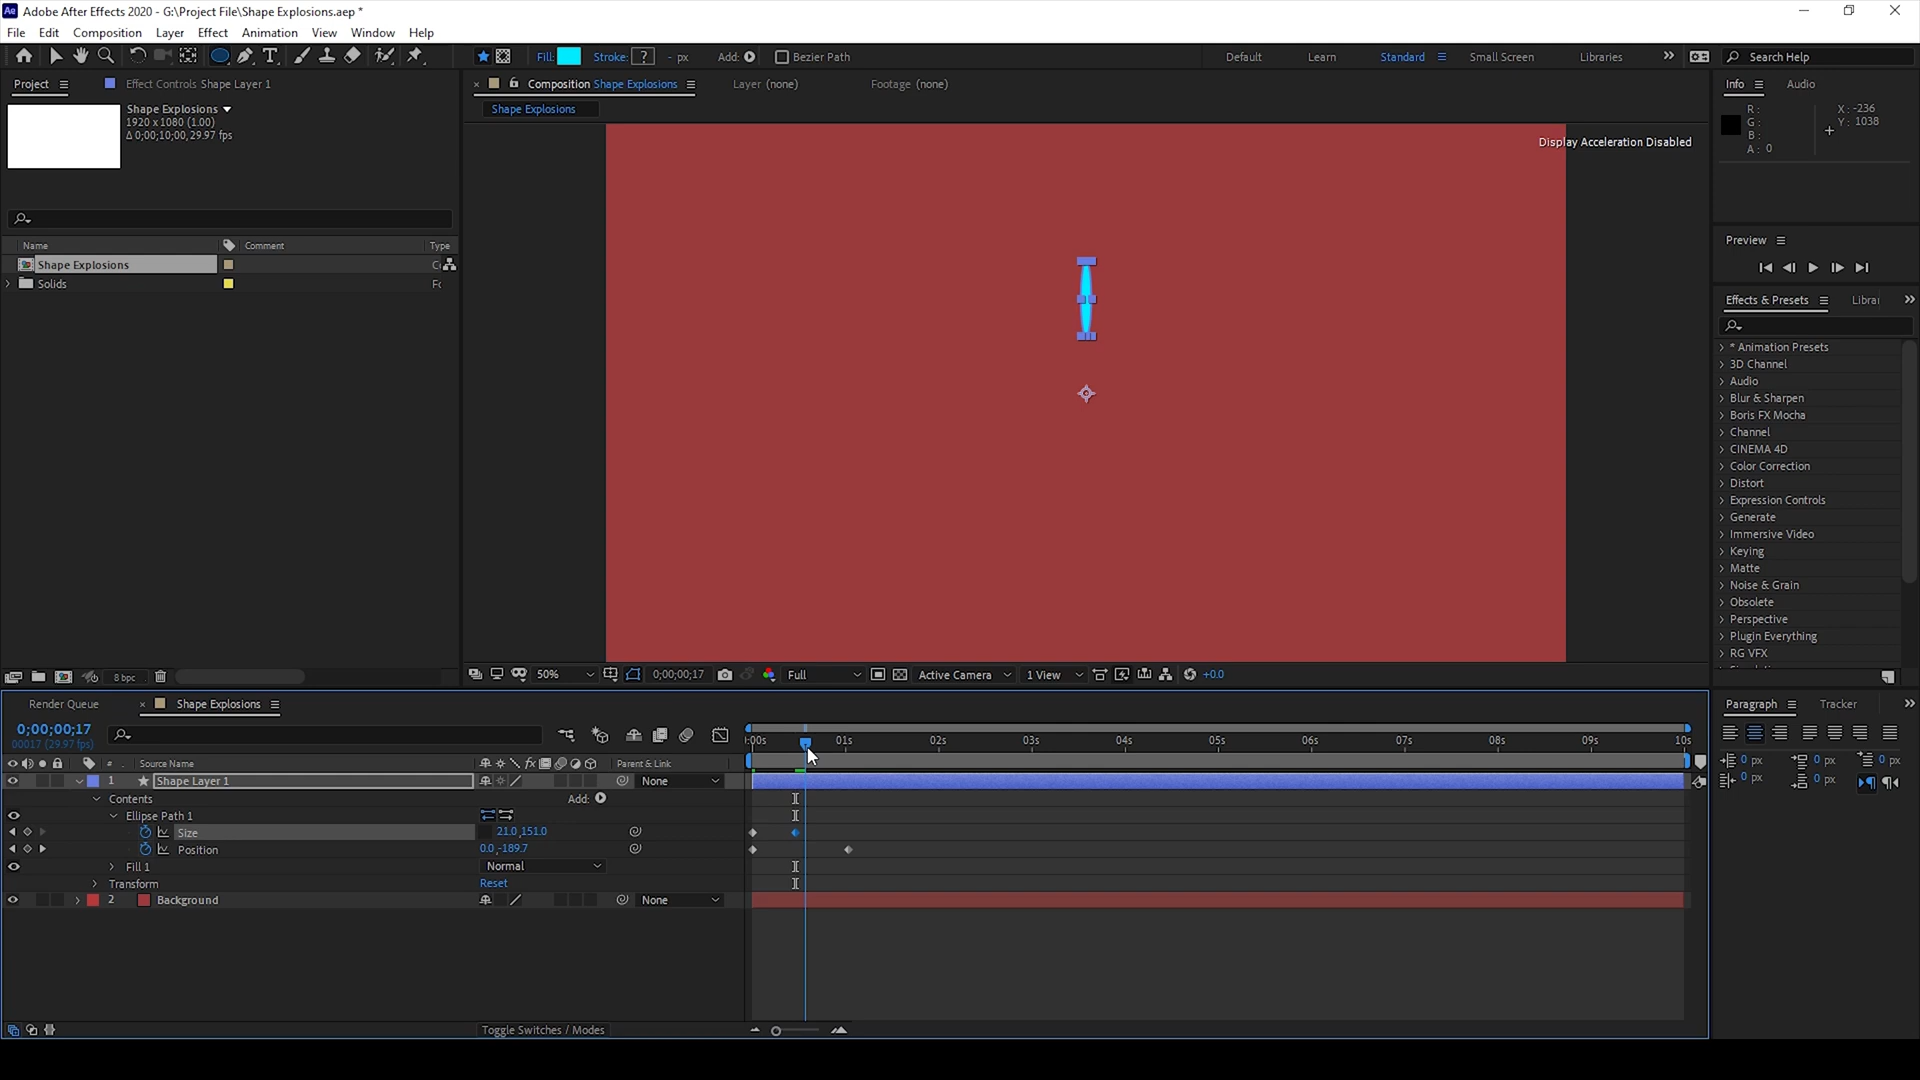 Adobe After Effects 2020 - G:\Project File\Shape Explosions.aep *
File Edit Composition Layer Effect Animation View Window Help
Fill: Stroke: ? - px Add: Bezier Path Default Learn Standard Small Screen Libraries Search Help
Project Effect Controls Shape Layer 1 Composition Shape Explosions Layer (none) Footage (none) Info Audio
Shape Explosions
1920 x 1080 (1.00)
Δ 0;00;10;00, 29.97 fps
Shape Explosions
R :
G :
B :
A : 0
X : -236
Y : 1038
Display Acceleration Disabled
Name Comment Type
Shape Explosions C
Solids Fc
Preview
Effects & Presets Librai
* Animation Presets
3D Channel
Audio
Blur & Sharpen
Boris FX Mocha
Channel
CINEMA 4D
Color Correction
Distort
Expression Controls
Generate
Immersive Video
Keying
Matte
Noise & Grain
Obsolete
Perspective
Plugin Everything
RG VFX
8 bpc 50% 0;00;00;17 Full Active Camera 1 View +0.0
Render Queue Shape Explosions Paragraph Tracker
0;00;00;17
00017 (29.97 fps)
:00s 01s 02s 03s 04s 05s 06s 07s 08s 09s 10s
# Source Name Parent & Link
0 px 0 px 0 px
0 px 0 px
1 Shape Layer 1 None
Contents Add:
Ellipse Path 1
Size 21.0,151.0
Position 0.0,-189.7
Fill 1 Normal
Transform Reset
2 Background None
Toggle Switches / Modes